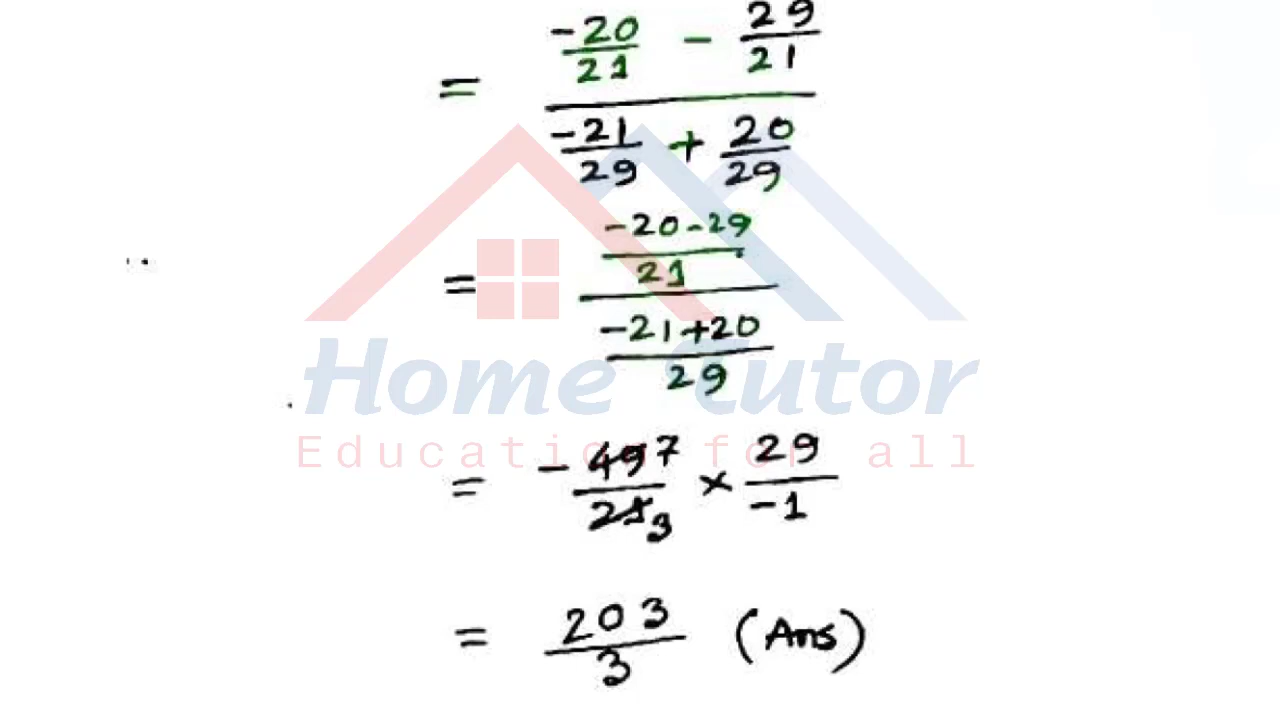 -20/21 - 29/21
= ―――
-21/29 + 20/29
-20-29
21
= ―――
-21+20
29
Home Tutor
Education for all
= - 49 7/21 3 × 29/-1
= 203/3 (Ans)